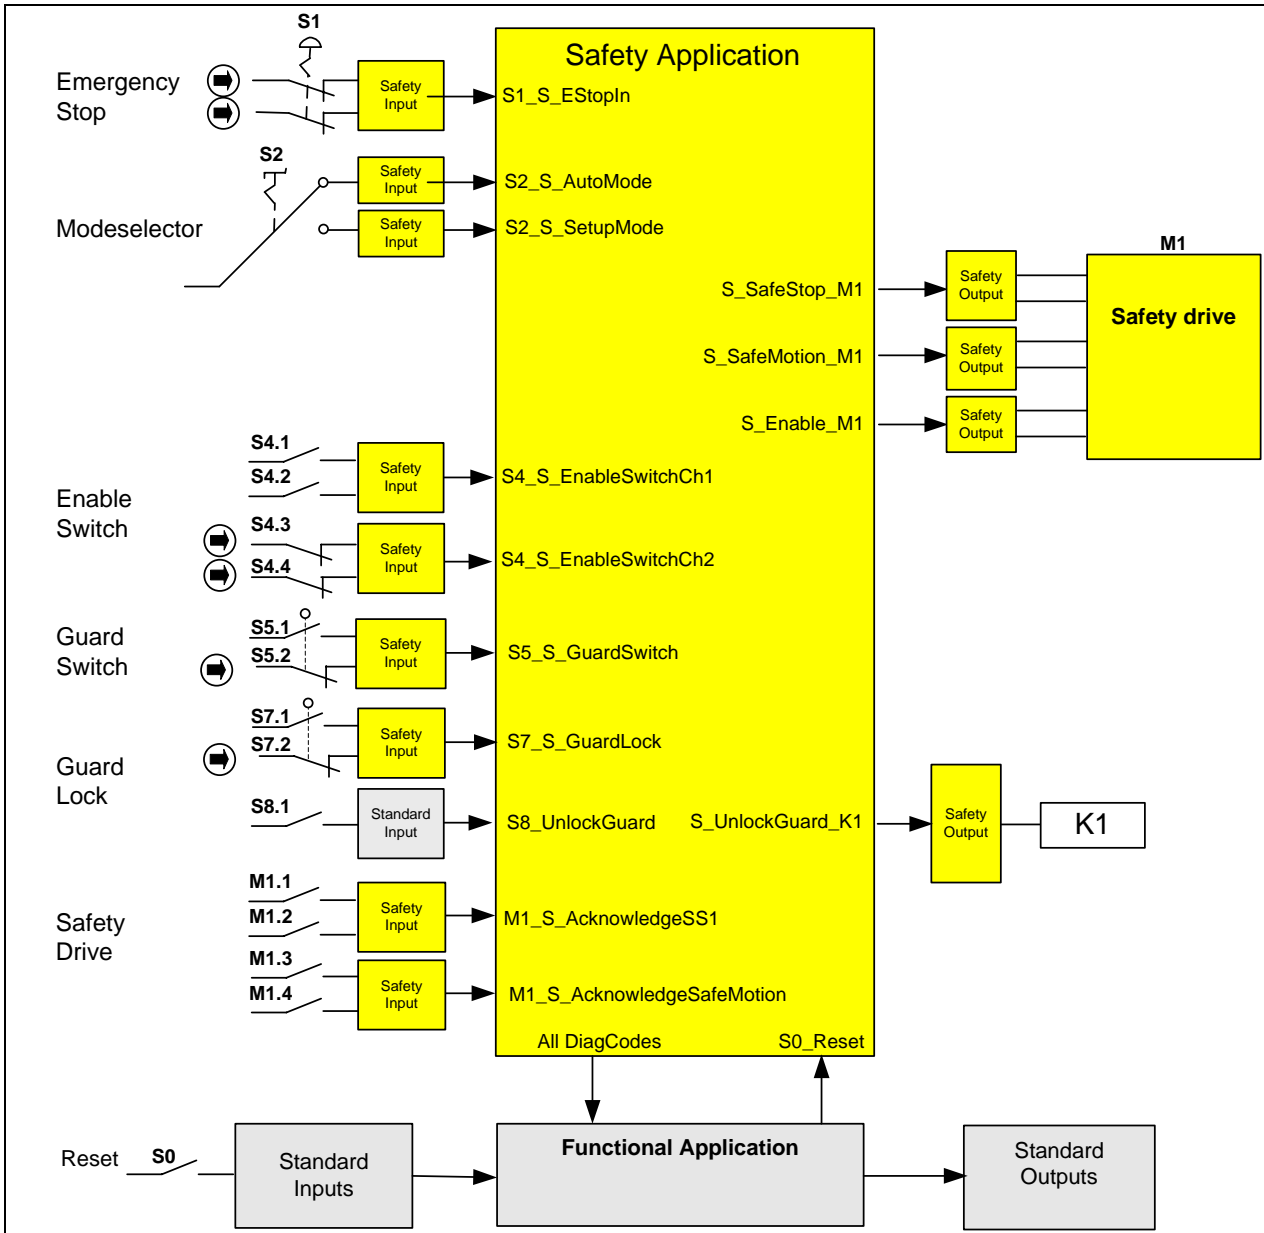 S1
Safety Application
Emergency
Stop
Safety
Input
S1_S_EStopIn
S2
Modeselector
Safety
Input
S2_S_AutoMode
Safety
Input
S2_S_SetupMode
M1
S_SafeStop_M1
Safety
Output
Safety drive
S_SafeMotion_M1
Safety
Output
S_Enable_M1
Safety
Output
Enable
Switch
S4.1
S4.2
Safety
Input
S4_S_EnableSwitchCh1
S4.3
S4.4
Safety
Input
S4_S_EnableSwitchCh2
Guard
Switch
S5.1
S5.2
Safety
Input
S5_S_GuardSwitch
Guard
Lock
S7.1
S7.2
Safety
Input
S7_S_GuardLock
S8.1
Standard
Input
S8_UnlockGuard
S_UnlockGuard_K1
Safety
Output
K1
Safety
Drive
M1.1
M1.2
Safety
Input
M1_S_AcknowledgeSS1
M1.3
M1.4
Safety
Input
M1_S_AcknowledgeSafeMotion
All DiagCodes
S0_Reset
Reset
S0
Standard
Inputs
Functional Application
Standard
Outputs